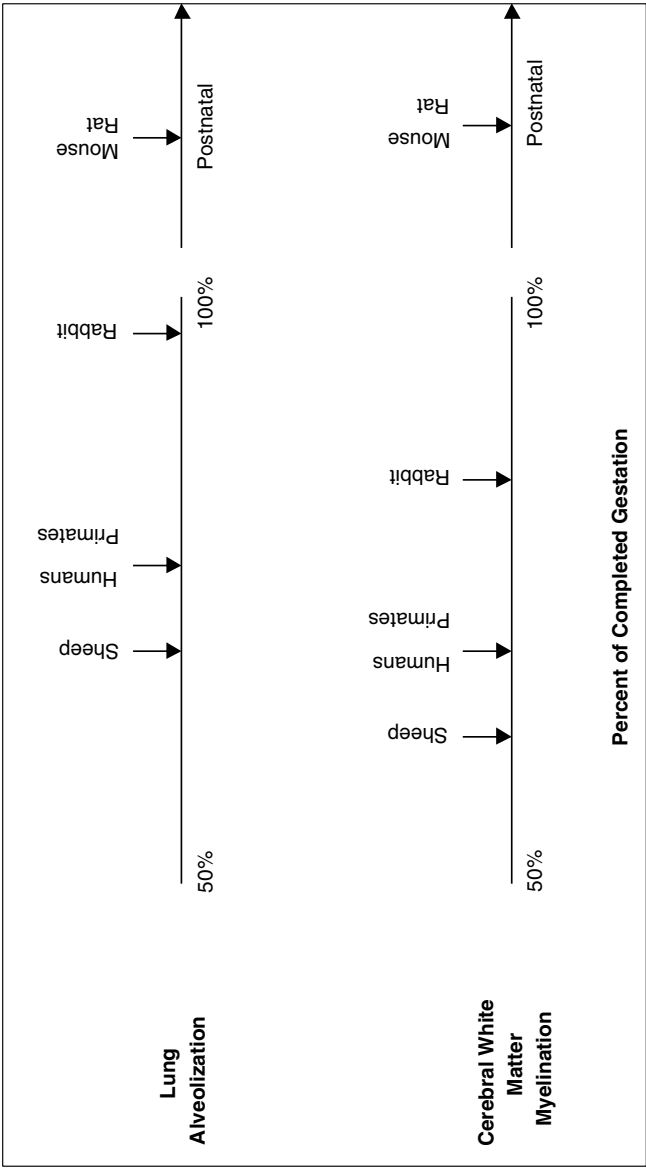 Lung
Alveolization
Sheep
Humans
Primates
Rabbit
Mouse
Rat
50%
100%
Postnatal
Cerebral White
Matter
Myelination
Sheep
Humans
Primates
Rabbit
Mouse
Rat
50%
100%
Postnatal
Percent of Completed Gestation